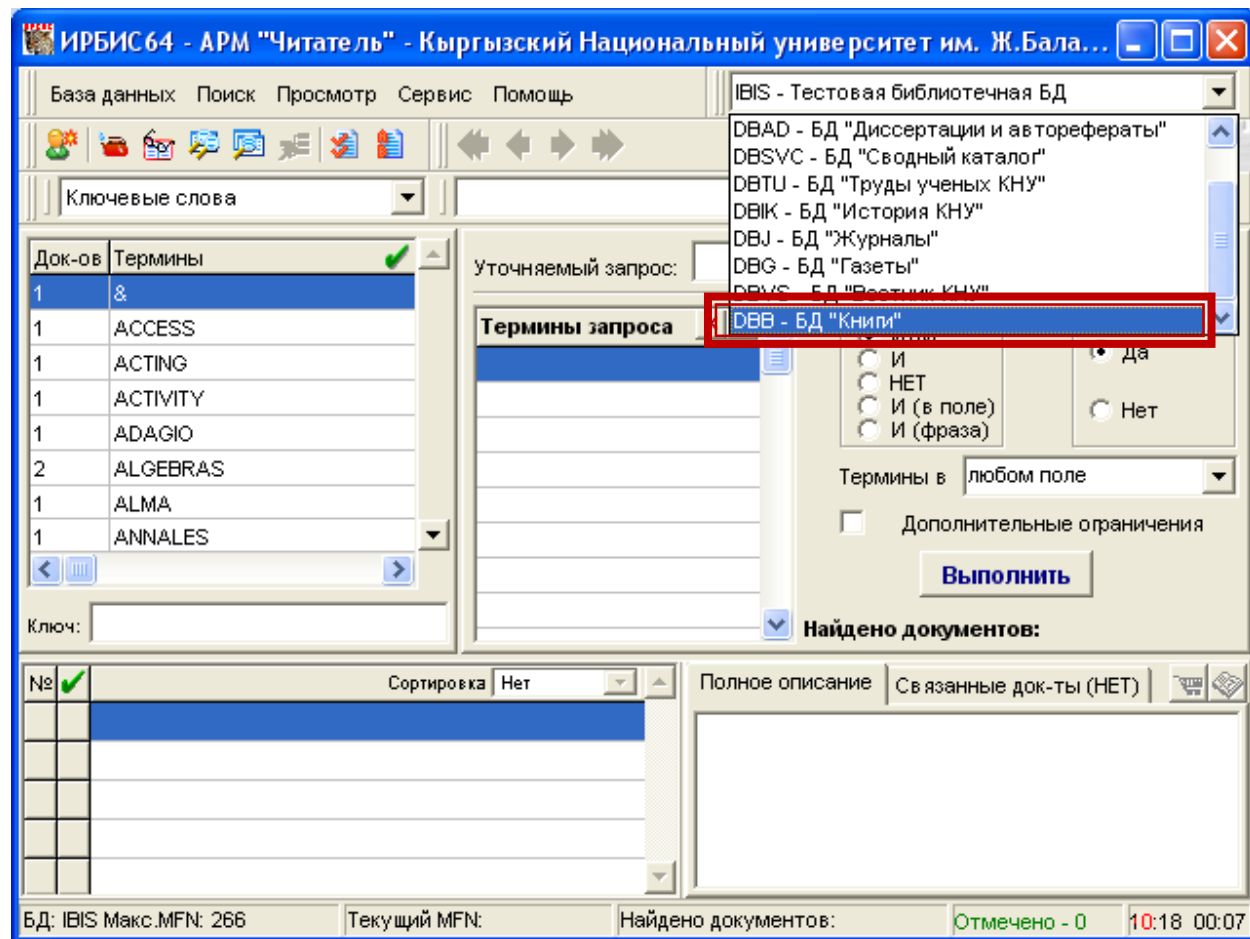 ИРБИС64 - АРМ "Читатель" - Кыргызский Национальный университет им. Ж.Бала...
База данных Поиск Просмотр Сервис Помощь
IBIS - Тестовая библиотечная БД
DBAD - БД "Диссертации и авторефераты"
DBSVC - БД "Сводный каталог"
DBTU - БД "Труды ученых КНУ"
DBIK - БД "История КНУ"
DBJ - БД "Журналы"
DBG - БД "Газеты"
DBVS - БД "Вестник КНУ"
DBB - БД "Книги"
Ключевые слова
Док-ов Термины
1 &
1 ACCESS
1 ACTING
1 ACTIVITY
1 ADAGIO
2 ALGEBRAS
1 ALMA
1 ANNALES
Ключ:
Уточняемый запрос:
Термины запроса
И
НЕТ
И (в поле)
И (фраза)
Да
Нет
Термины в любом поле
Дополнительные ограничения
Выполнить
Найдено документов:
№ Сортировка Нет
Полное описание Связанные док-ты (НЕТ)
БД: IBIS Макс.MFN: 266 Текущий MFN: Найдено документов: Отмечено - 0 10:18 00:07